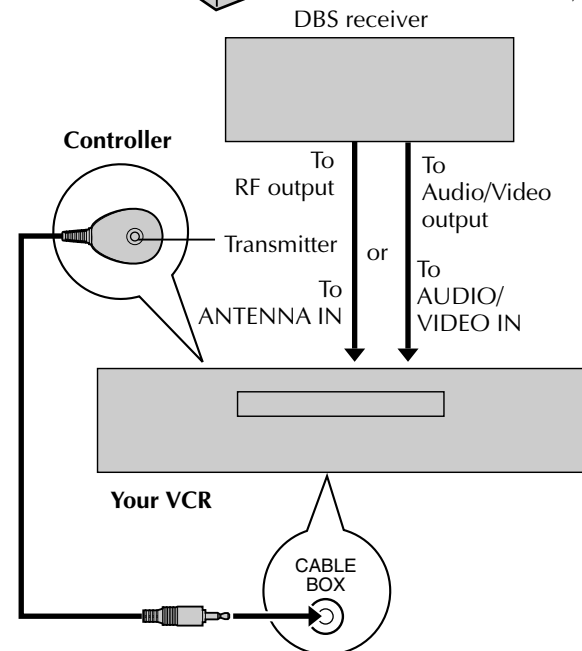 DBS receiver
Controller
To
RF output
To
Audio/Video
output
Transmitter
or
To
ANTENNA IN
To
AUDIO/
VIDEO IN
Your VCR
CABLE
BOX